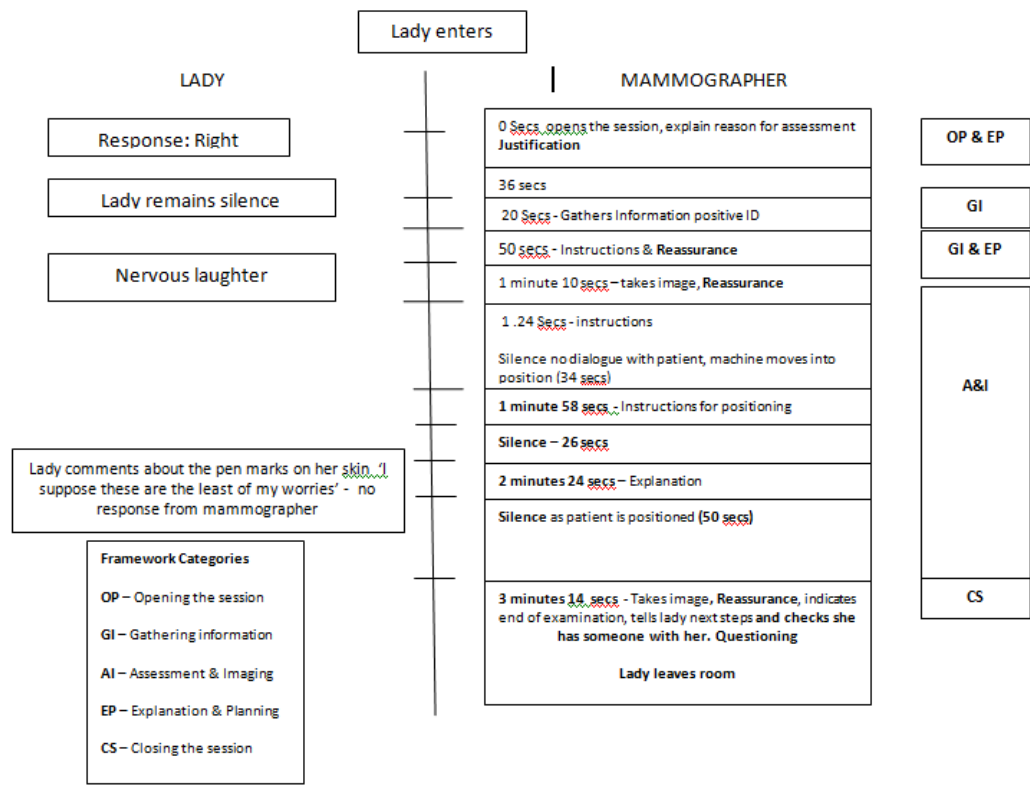 Lady enters
LADY
MAMMOGRAPHER
Response: Right
0 Secs opens the session, explain reason for assessment
Justification
OP & EP
Lady remains silence
36 secs
20 Secs - Gathers Information positive ID
GI
Nervous laughter
50 secs - Instructions & Reassurance
GI & EP
1 minute 10 secs – takes image, Reassurance
1 .24 Secs - instructions
Silence no dialogue with patient, machine moves into
position (34 secs)
A&I
1 minute 58 secs - Instructions for positioning
Silence – 26 secs
Lady comments about the pen marks on her skin 'I
suppose these are the least of my worries' - no
response from mammographer
2 minutes 24 secs – Explanation
Silence as patient is positioned (50 secs)
3 minutes 14 secs - Takes image, Reassurance, indicates
end of examination, tells lady next steps and checks she
has someone with her. Questioning
Lady leaves room
CS
Framework Categories
OP – Opening the session
GI – Gathering information
AI – Assessment & Imaging
EP – Explanation & Planning
CS – Closing the session